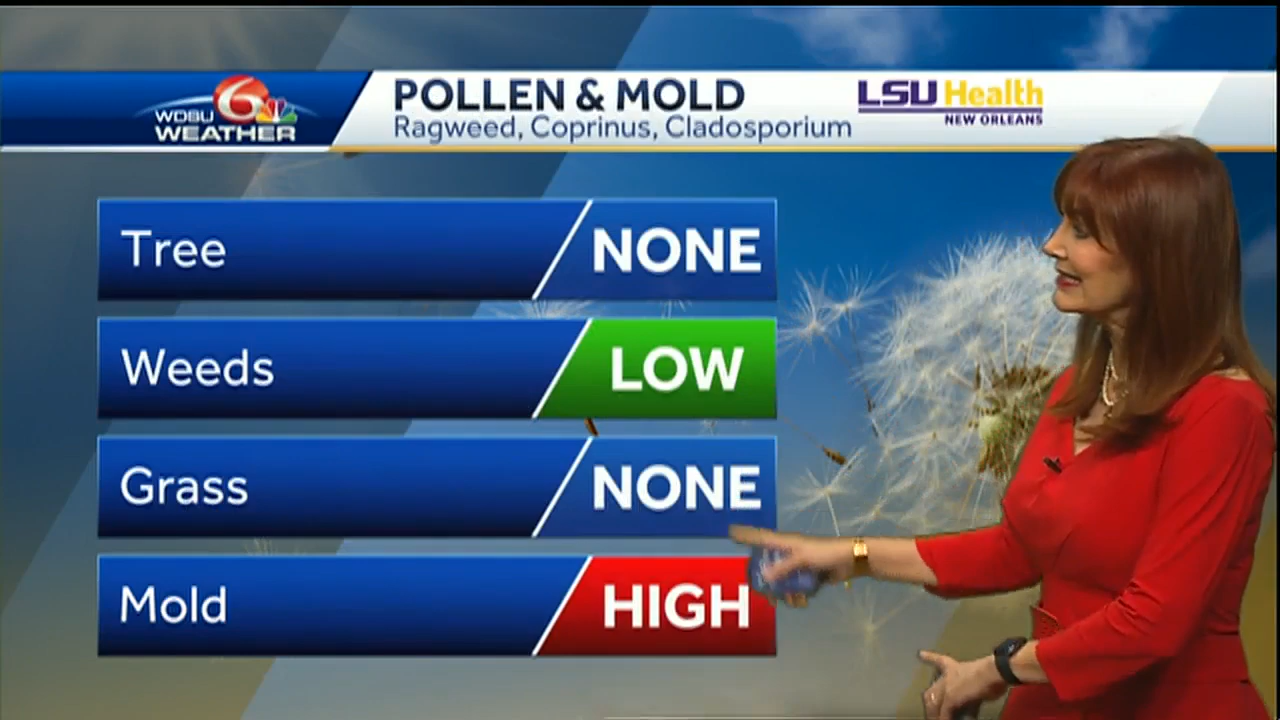 WDSU 6
WEATHER
POLLEN & MOLD
Ragweed, Coprinus, Cladosporium
LSU Health
NEW ORLEANS
Tree NONE
Weeds LOW
Grass NONE
Mold HIGH